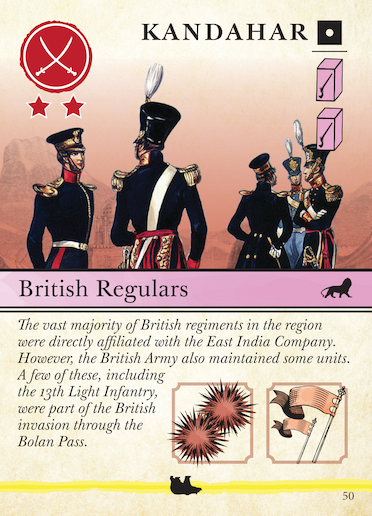 KANDAHAR
British Regulars
The vast majority of British regiments in the region
were directly affiliated with the East India Company.
However, the British Army also maintained some units.
A few of these, including
the 13th Light Infantry,
were part of the British
invasion through the
Bolan Pass.
50